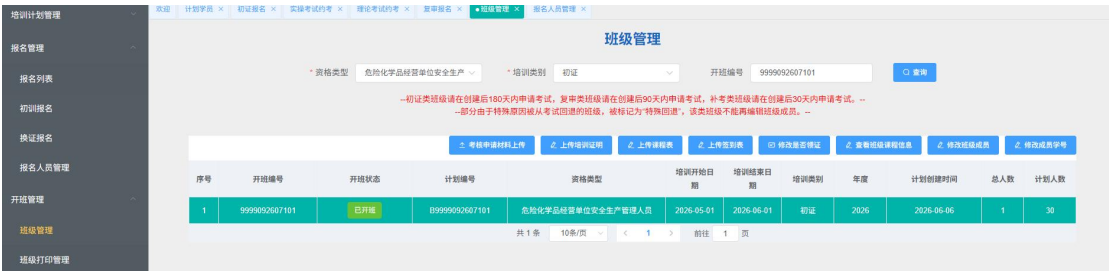 培训计划管理
报名管理
报名列表
初训报名
换证报名
报名人员管理
开班管理
班级管理
班级打印管理
欢迎 计划学员 × 初证报名 × 实操考试约考 × 理论考试约考 × 复审报名 × ●班级管理 × 报名人员管理 ×
班级管理
* 资格类型 危险化学品经营单位安全生产 * 培训类别 初证 开班编号 9999092607101 查询
--初证类班级请在创建后180天内申请考试，复审类班级请在创建后90天内申请考试，补考类班级请在创建后30天内申请考试。--
--部分由于特殊原因被从考试回退的班级，被标记为“特殊回退”，该类班级不能再编辑班级成员。--
考核申请材料上传 上传培训证明 上传课程表 上传签到表 修改是否领证 查看班级课程信息 修改班级成员 修改成员学号
序号 开班编号 开班状态 计划编号 资格类型 培训开始日期 培训结束日期 培训类别 年度 计划创建时间 总人数 计划人数
1 9999092607101 已开班 B9999092607101 危险化学品经营单位安全生产管理人员 2026-05-01 2026-06-01 初证 2026 2026-06-06 1 30
共 1 条 10条/页 < 1 > 前往 1 页